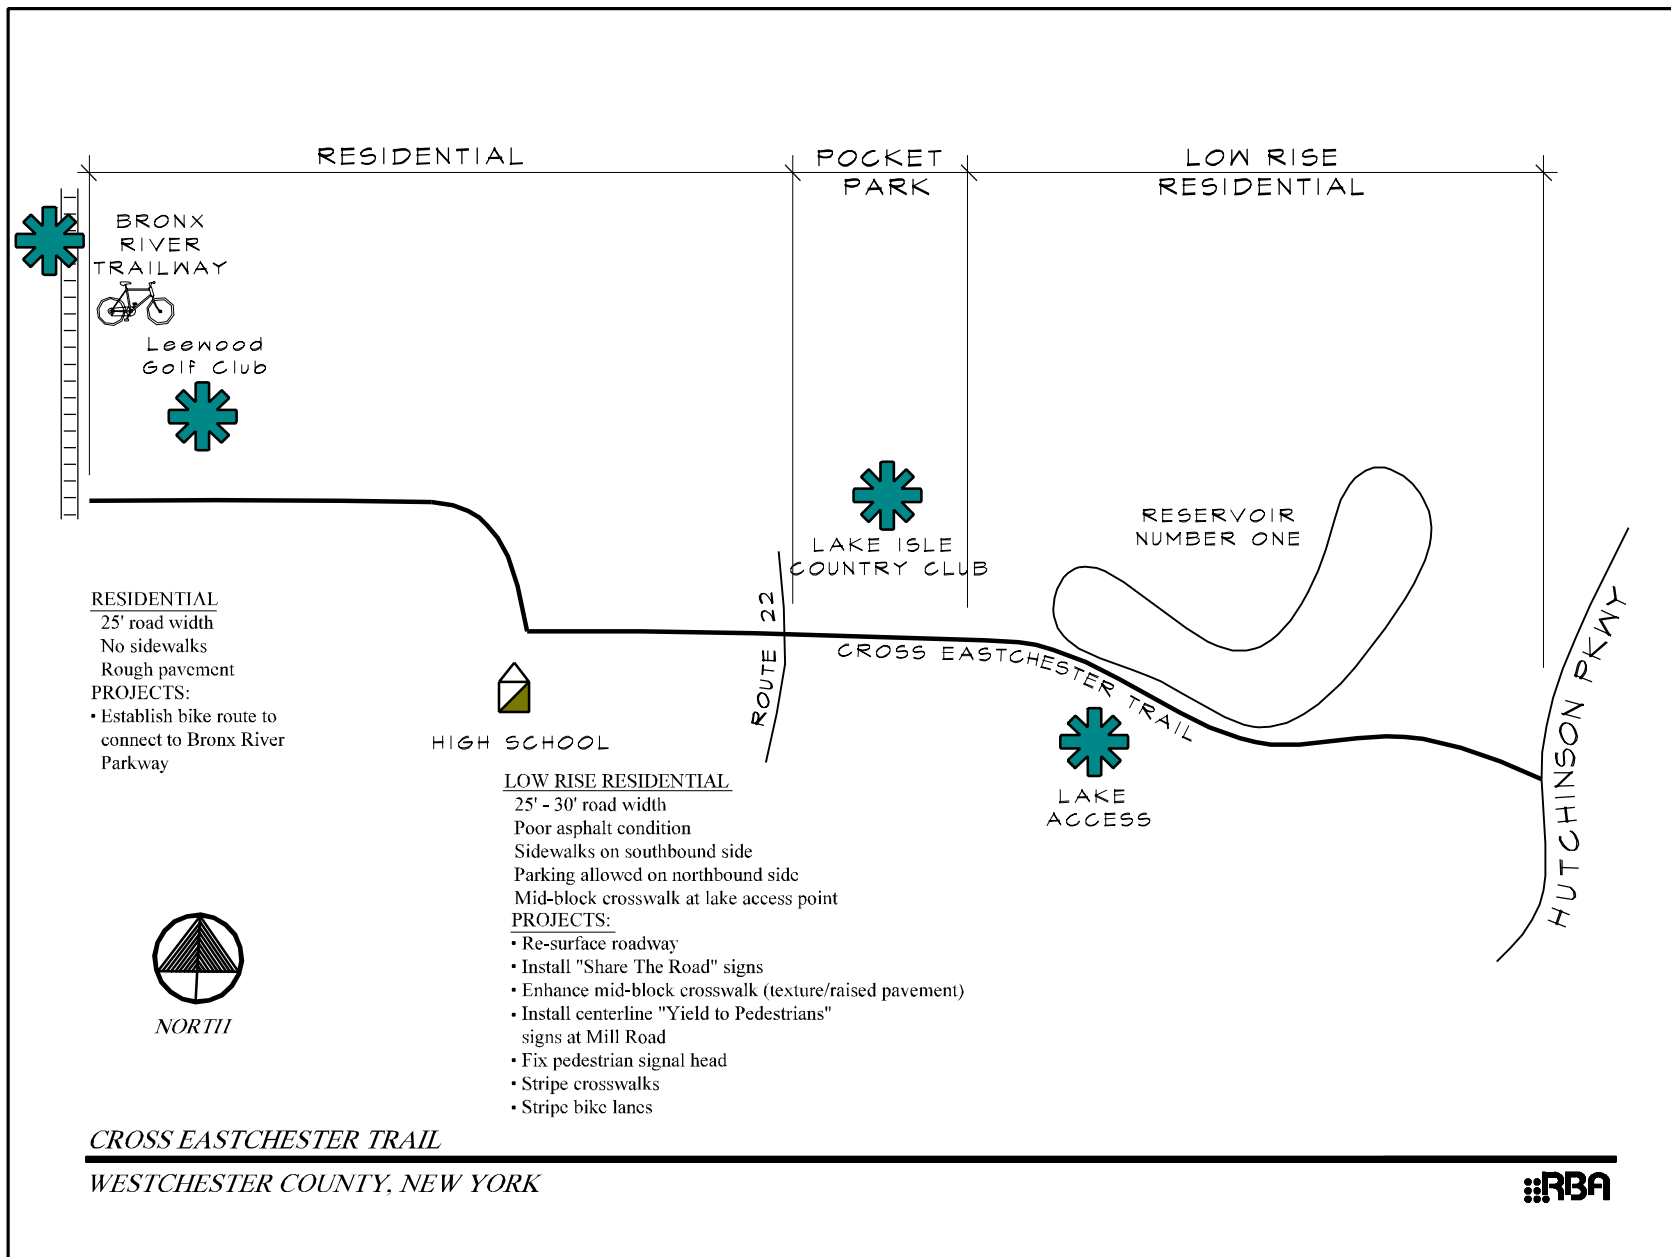 RESIDENTIAL
POCKET
PARK
LOW RISE
RESIDENTIAL
BRONX
RIVER
TRAILWAY
Leewood
Golf Club
LAKE ISLE
COUNTRY CLUB
RESERVOIR
NUMBER ONE
ROUTE 22
CROSS EASTCHESTER TRAIL
HUTCHINSON PKWY
HIGH SCHOOL
LAKE
ACCESS
RESIDENTIAL
25' road width
No sidewalks
Rough pavement
PROJECTS:
• Establish bike route to
connect to Bronx River
Parkway
LOW RISE RESIDENTIAL
25' - 30' road width
Poor asphalt condition
Sidewalks on southbound side
Parking allowed on northbound side
Mid-block crosswalk at lake access point
PROJECTS:
• Re-surface roadway
• Install "Share The Road" signs
• Enhance mid-block crosswalk (texture/raised pavement)
• Install centerline "Yield to Pedestrians"
signs at Mill Road
• Fix pedestrian signal head
• Stripe crosswalks
• Stripe bike lanes
NORTH
CROSS EASTCHESTER TRAIL
WESTCHESTER COUNTY, NEW YORK
RBA